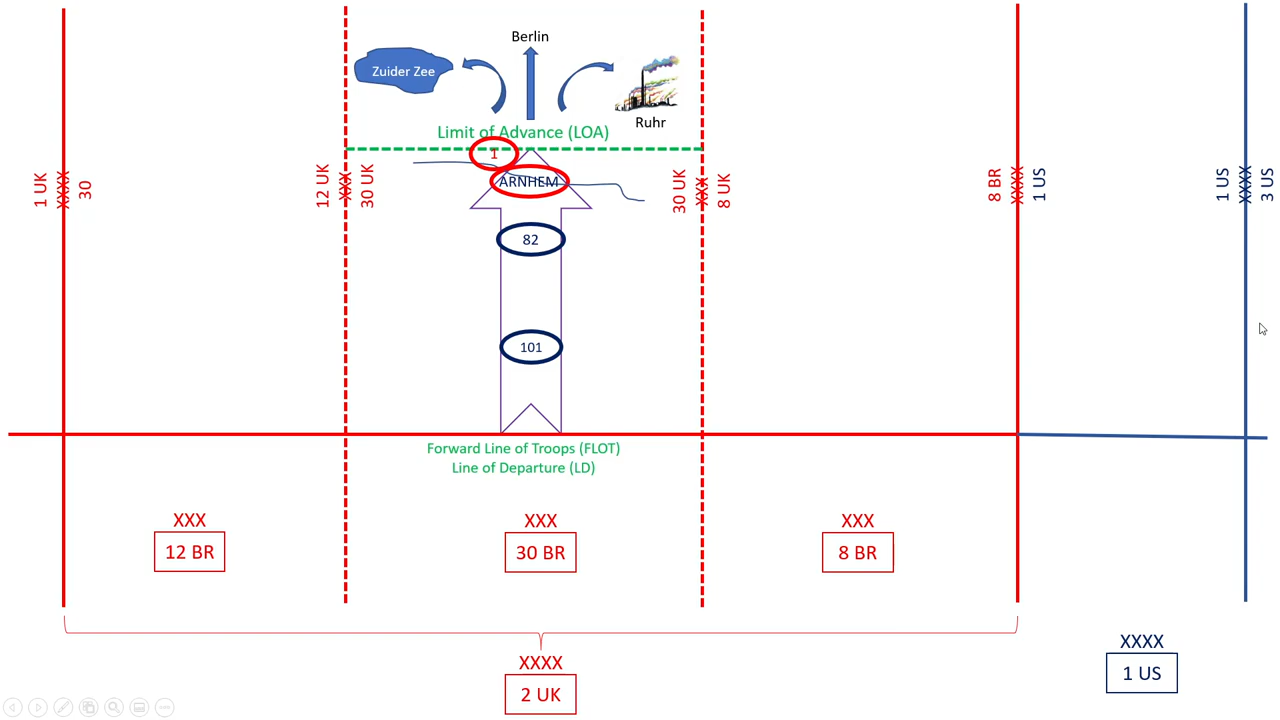 Berlin
Zuider Zee
Ruhr
Limit of Advance (LOA)
1
ARNHEM
1 UK
XXXX
30
12 UK
XXX
30 UK
30 UK
XXX
8 UK
8 BR
XXXX
1 US
1 US
XXXX
3 US
82
101
Forward Line of Troops (FLOT)
Line of Departure (LD)
XXX
12 BR
XXX
30 BR
XXX
8 BR
XXXX
2 UK
XXXX
1 US